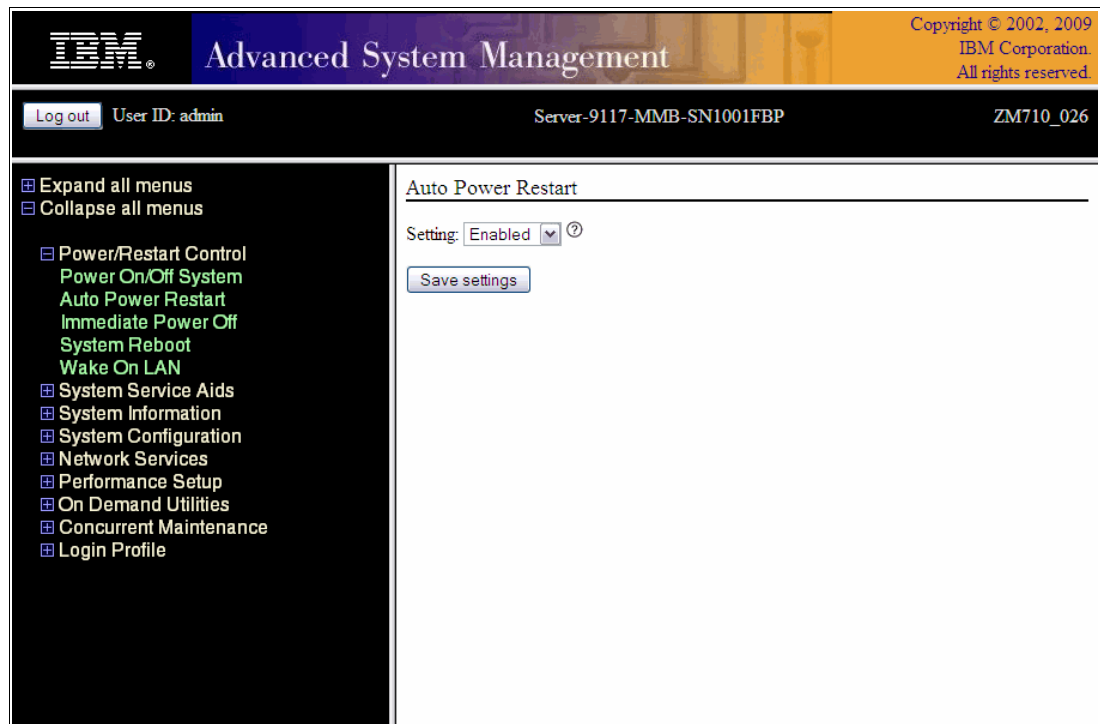 IBM®
Advanced System Management
Copyright © 2002, 2009
IBM Corporation.
All rights reserved.
Log out User ID: admin
Server-9117-MMB-SN1001FBP
ZM710_026
Expand all menus
Collapse all menus
Power/Restart Control
Power On/Off System
Auto Power Restart
Immediate Power Off
System Reboot
Wake On LAN
System Service Aids
System Information
System Configuration
Network Services
Performance Setup
On Demand Utilities
Concurrent Maintenance
Login Profile
Auto Power Restart
Setting: Enabled ?
Save settings